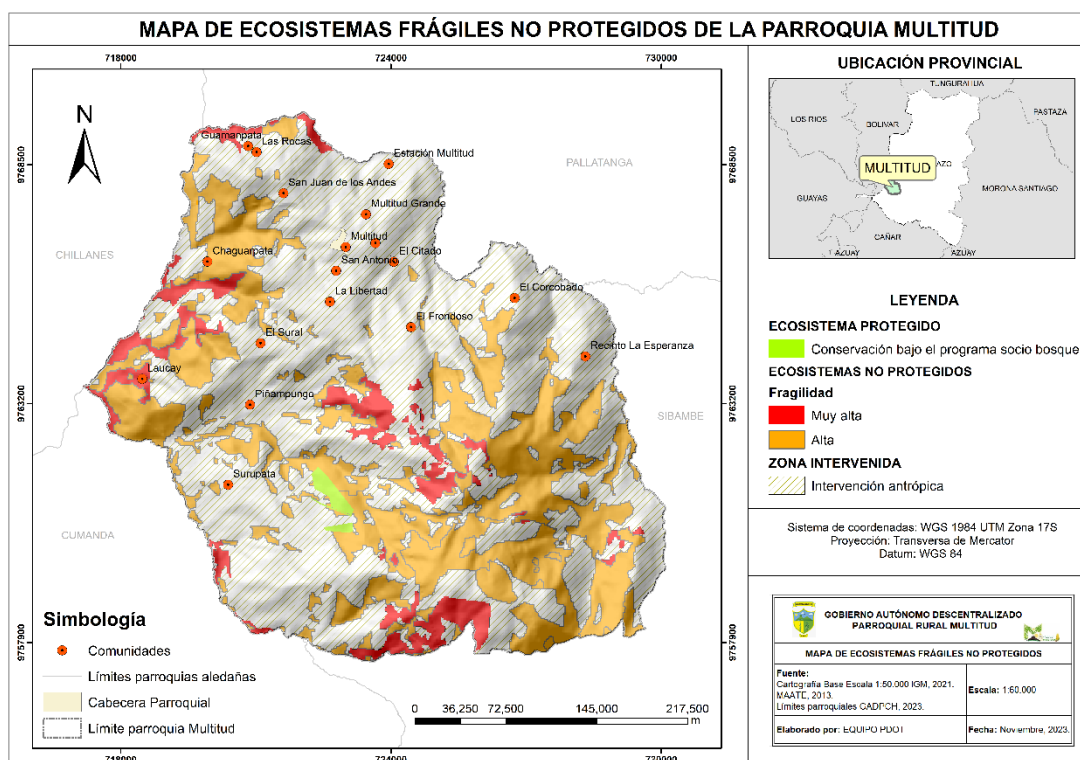 MAPA DE ECOSISTEMAS FRÁGILES NO PROTEGIDOS DE LA PARROQUIA MULTITUD
718000
724000
730000
N
9768500
9768500
9763200
9763200
9757900
9757900
718000
724000
730000
PALLATANGA
CHILLANES
SIBAMBE
CUMANDA
Guamanpata
Las Rocas
Estación Multitud
San Juan de los Andes
Multitud Grande
Multitud
Chaguarpata
El Citado
San Antonio
La Libertad
El Corcobado
El Frondoso
El Sural
Recinto La Esperanza
Laucay
Piñampungo
Surupata
Simbología
Comunidades
Límites parroquias aledañas
Cabecera Parroquial
Límite parroquia Multitud
0 36,250 72,500 145,000 217,500
m
UBICACIÓN PROVINCIAL
TUNGURAHUA
PASTAZA
LOS RIOS
BOLIVAR
MULTITUD
MORONA SANTIAGO
GUAYAS
CAÑAR
AZUAY
AZUAY
LEYENDA
ECOSISTEMA PROTEGIDO
Conservación bajo el programa socio bosque
ECOSISTEMAS NO PROTEGIDOS
Fragilidad
Muy alta
Alta
ZONA INTERVENIDA
Intervención antrópica
Sistema de coordenadas: WGS 1984 UTM Zona 17S
Proyección: Transversa de Mercator
Datum: WGS 84
GOBIERNO AUTÓNOMO DESCENTRALIZADO
PARROQUIAL RURAL MULTITUD
MAPA DE ECOSISTEMAS FRÁGILES NO PROTEGIDOS
Fuente:
Cartografía Base Escala 1:50.000 IGM, 2021.
MAATE, 2013.
Límites parroquiales GADPCH, 2023.
Escala: 1:60.000
Elaborado por: EQUIPO PDOT
Fecha: Noviembre, 2023.